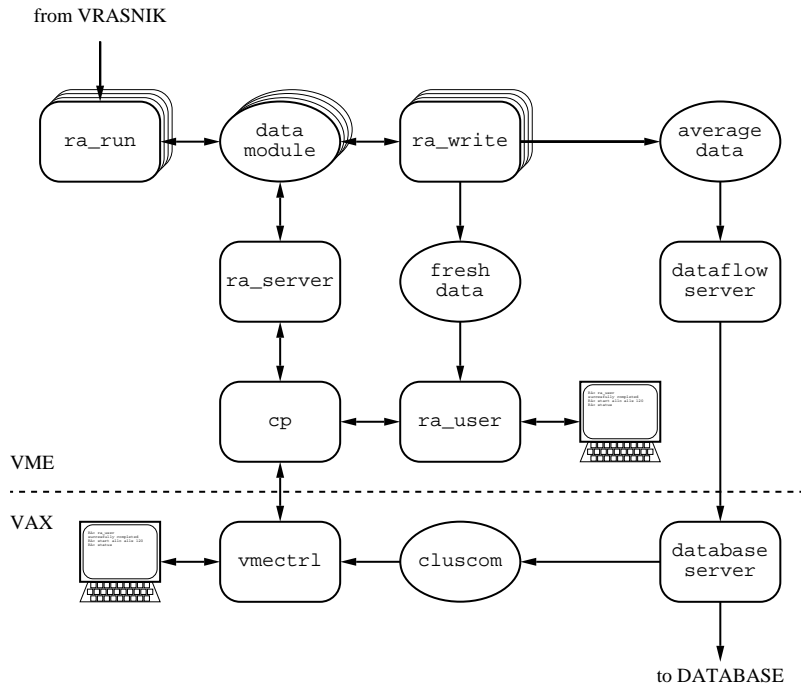 from VRASNIK
ra_run
data
module
ra_write
average
data
ra_server
fresh
data
dataflow
server
cp
ra_user
VME
VAX
vmectrl
cluscom
database
server
to DATABASE